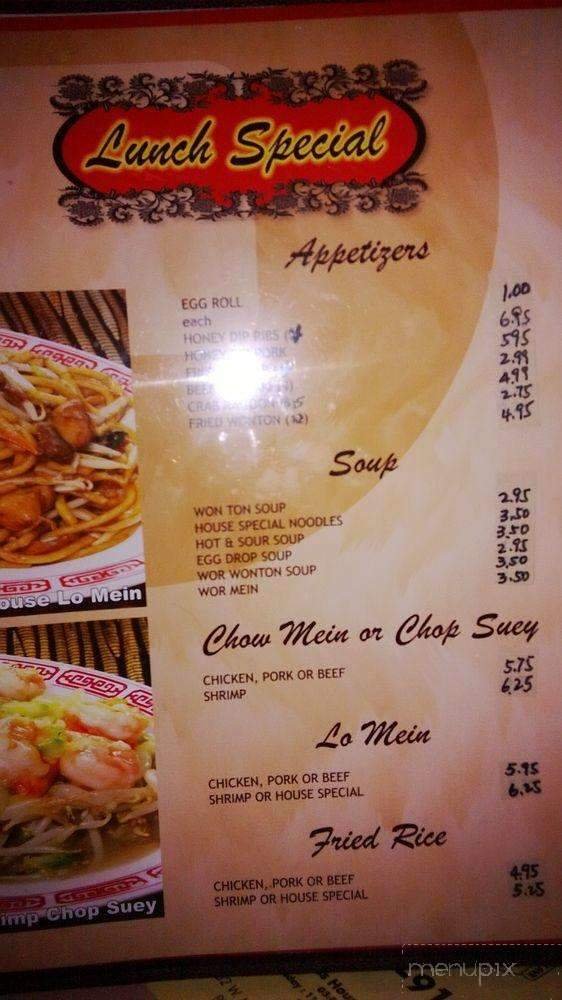 Lunch Special
Appetizers
EGG ROLL 1.00
each
HONEY DIP RIBS ( 6.95
PORK 5.95
2.99
4.99
CRAB 2.75
FRIED WONTON (12) 4.95
Soup
WON TON SOUP 2.95
HOUSE SPECIAL NOODLES 3.50
HOT & SOUR SOUP 3.50
EGG DROP SOUP 2.95
WOR WONTON SOUP 3.50
WOR MEIN 3.50
ouse Lo Mein
Chow Mein or Chop Suey
CHICKEN, PORK OR BEEF 5.75
SHRIMP 6.25
Lo Mein
CHICKEN, PORK OR BEEF 5.95
SHRIMP OR HOUSE SPECIAL 6.25
Fried Rice
CHICKEN, PORK OR BEEF 4.95
SHRIMP OR HOUSE SPECIAL 5.25
imp Chop Suey
menupix